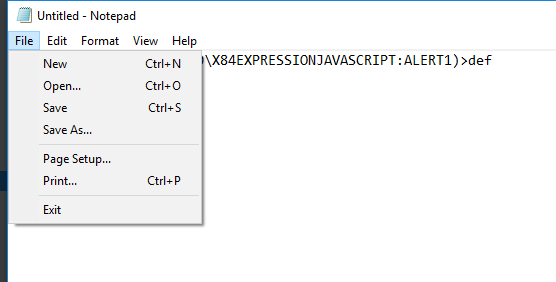 Untitled - Notepad
File Edit Format View Help
\X84EXPRESSIONJAVASCRIPT:ALERT1)>def
New Ctrl+N
Open... Ctrl+O
Save Ctrl+S
Save As...
Page Setup...
Print... Ctrl+P
Exit